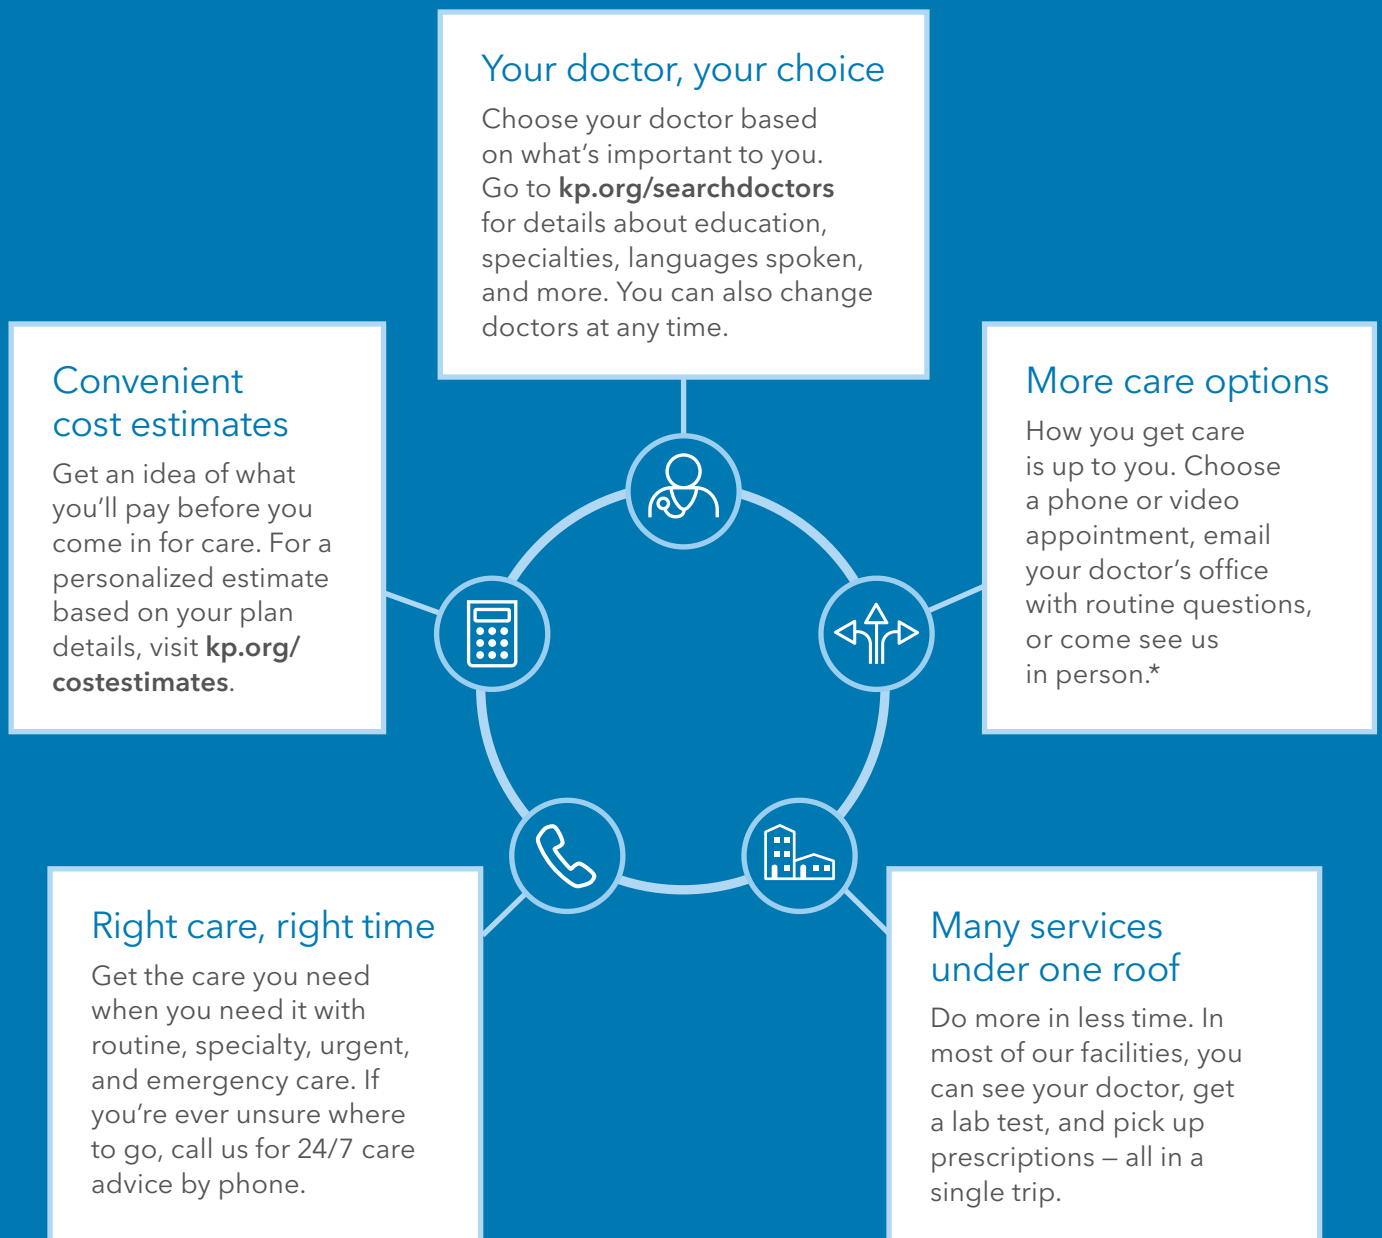 Your doctor, your choice
Choose your doctor based
on what's important to you.
Go to kp.org/searchdoctors
for details about education,
specialties, languages spoken,
and more. You can also change
doctors at any time.
Convenient
cost estimates
Get an idea of what
you'll pay before you
come in for care. For a
personalized estimate
based on your plan
details, visit kp.org/
costestimates.
More care options
How you get care
is up to you. Choose
a phone or video
appointment, email
your doctor's office
with routine questions,
or come see us
in person.*
Right care, right time
Get the care you need
when you need it with
routine, specialty, urgent,
and emergency care. If
you're ever unsure where
to go, call us for 24/7 care
advice by phone.
Many services
under one roof
Do more in less time. In
most of our facilities, you
can see your doctor, get
a lab test, and pick up
prescriptions – all in a
single trip.